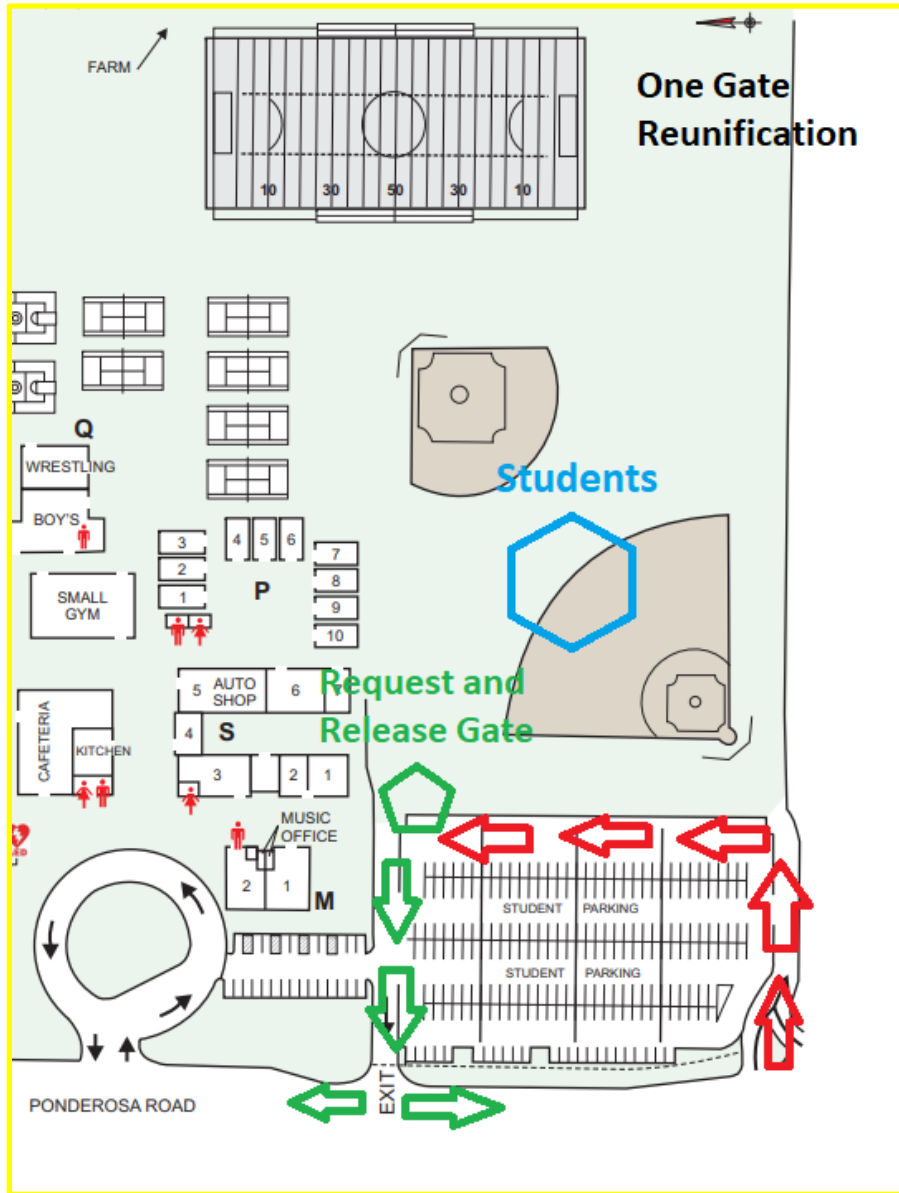 FARM
One Gate
Reunification
10 30 50 30 10
Q
WRESTLING
BOY'S
Students
3
2
1
4 5 6
P
7
8
9
10
SMALL
GYM
5 AUTO
SHOP
6
Request and
Release Gate
CAFETERIA
KITCHEN
4
S
3
2
1
MUSIC
OFFICE
2
1
M
STUDENT PARKING
STUDENT PARKING
EXIT
PONDEROSA ROAD